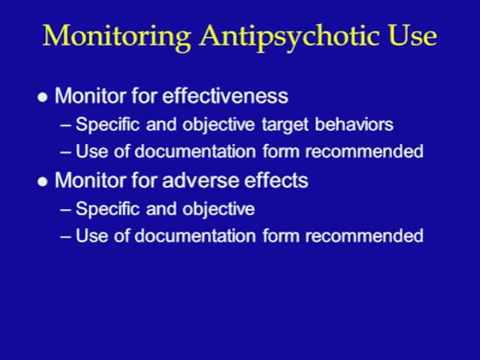 Monitoring Antipsychotic Use
● Monitor for effectiveness
– Specific and objective target behaviors
– Use of documentation form recommended
● Monitor for adverse effects
– Specific and objective
– Use of documentation form recommended